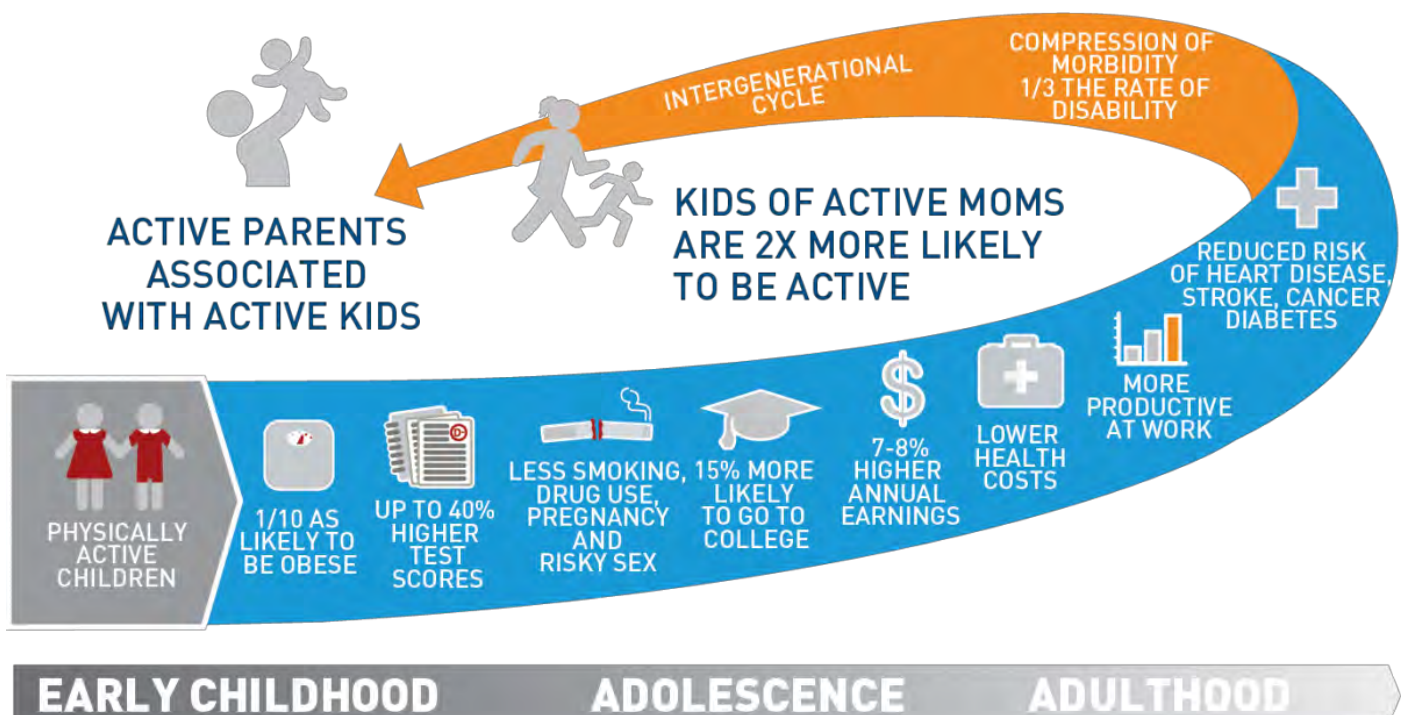 INTERGENERATIONAL
CYCLE
COMPRESSION OF
MORBIDITY
1/3 THE RATE OF
DISABILITY
ACTIVE PARENTS
ASSOCIATED
WITH ACTIVE KIDS
KIDS OF ACTIVE MOMS
ARE 2X MORE LIKELY
TO BE ACTIVE
PHYSICALLY
ACTIVE
CHILDREN
1/10 AS
LIKELY TO
BE OBESE
UP TO 40%
HIGHER
TEST
SCORES
LESS SMOKING,
DRUG USE,
PREGNANCY
AND
RISKY SEX
15% MORE
LIKELY
TO GO TO
COLLEGE
$
7-8%
HIGHER
ANNUAL
EARNINGS
LOWER
HEALTH
COSTS
MORE
PRODUCTIVE
AT WORK
REDUCED RISK
OF HEART DISEASE,
STROKE, CANCER
DIABETES
EARLY CHILDHOOD
ADOLESCENCE
ADULTHOOD